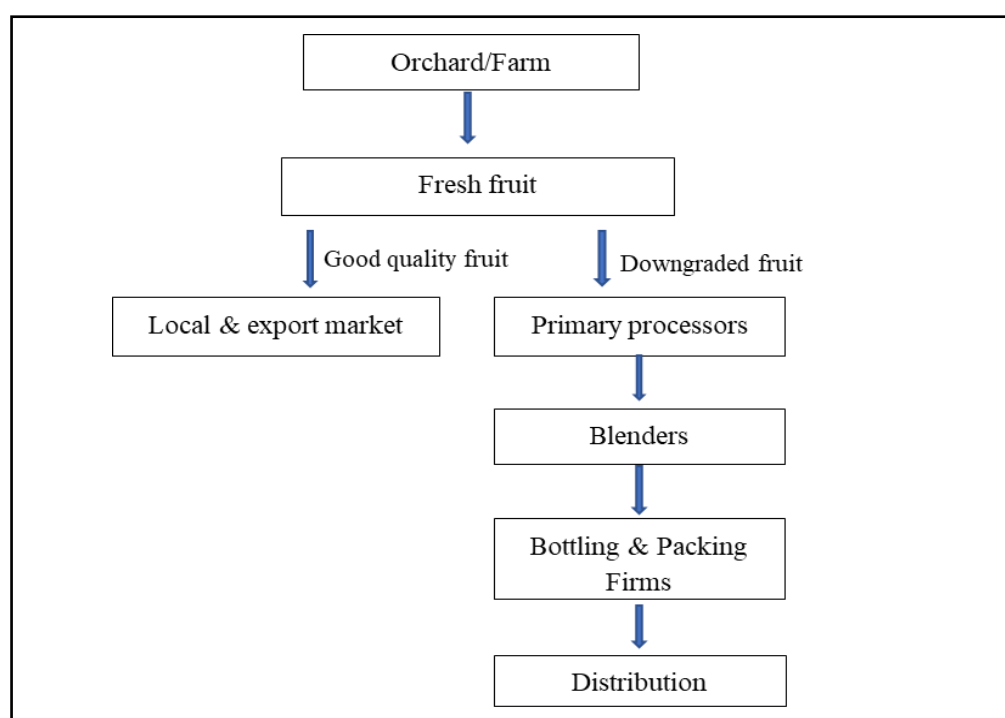 Orchard/Farm
Fresh fruit
Good quality fruit
Downgraded fruit
Local & export market
Primary processors
Blenders
Bottling & Packing
Firms
Distribution